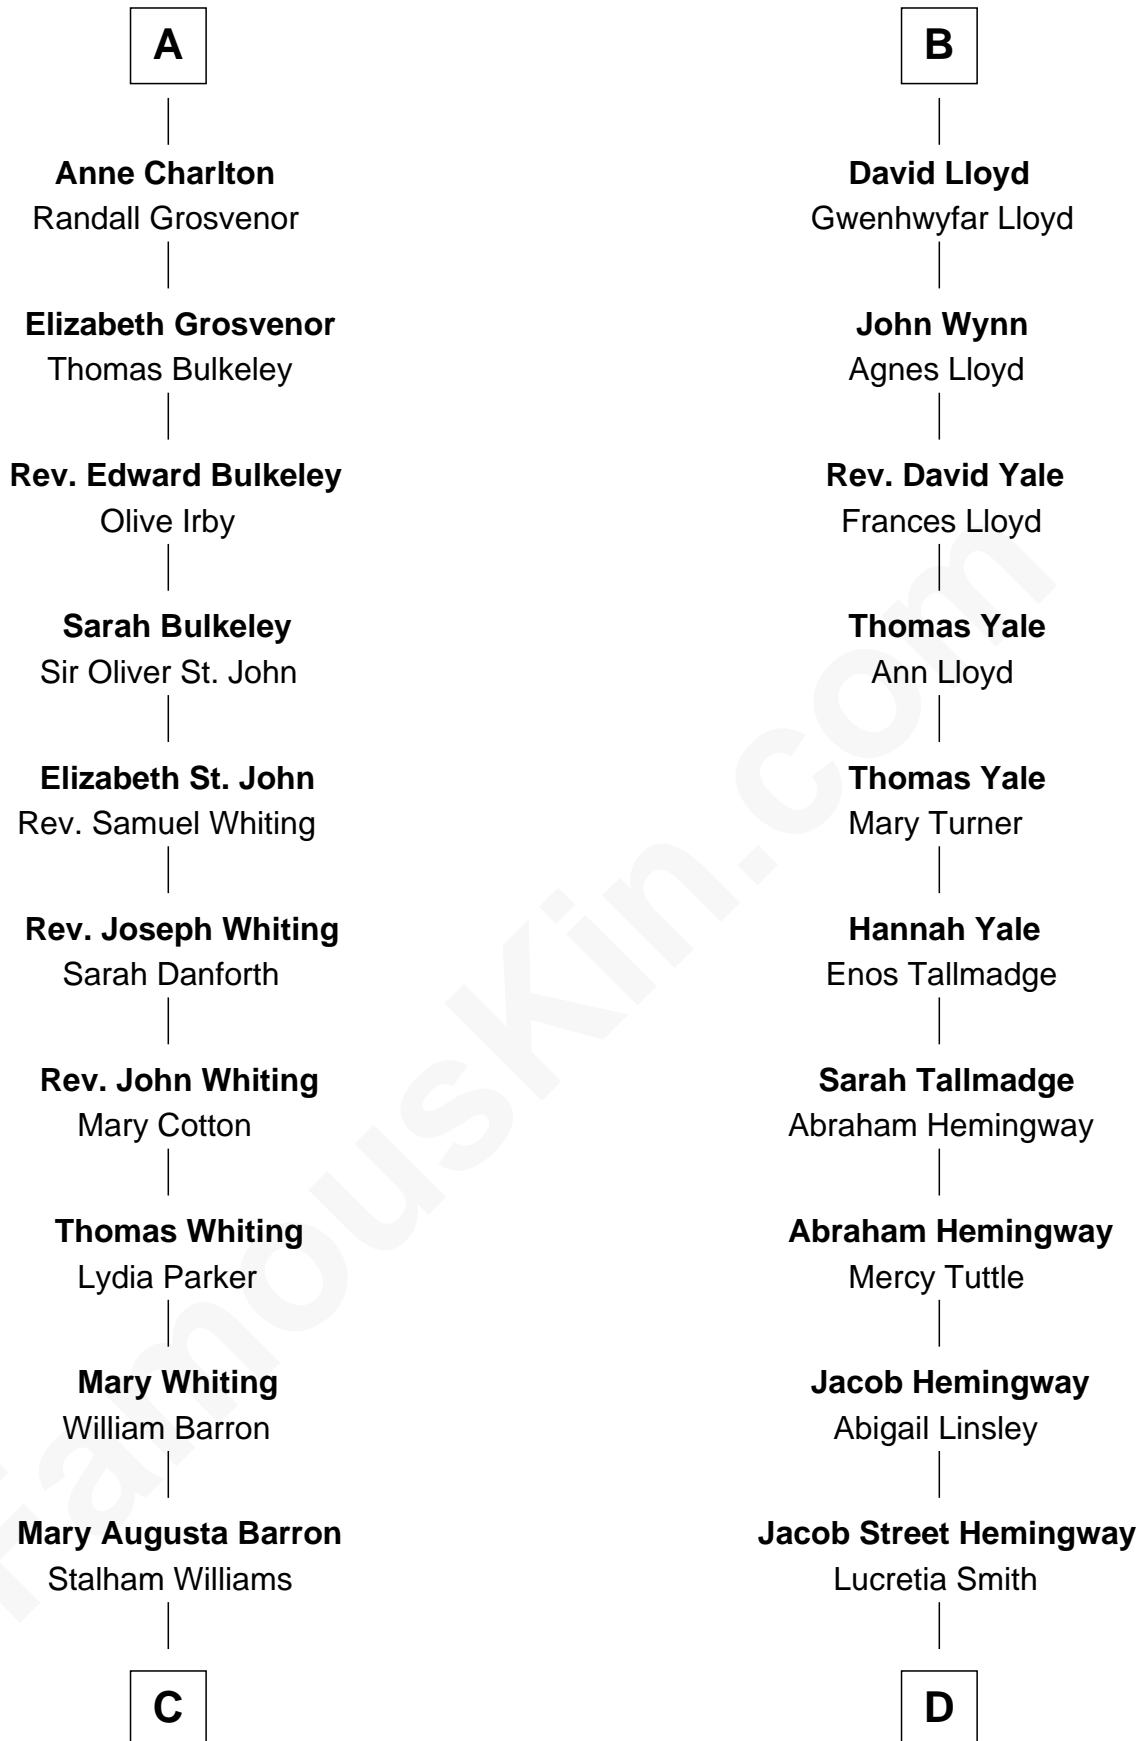 A
Anne Charlton
Randall Grosvenor
Elizabeth Grosvenor
Thomas Bulkeley
Rev. Edward Bulkeley
Olive Irby
Sarah Bulkeley
Sir Oliver St. John
Elizabeth St. John
Rev. Samuel Whiting
Rev. Joseph Whiting
Sarah Danforth
Rev. John Whiting
Mary Cotton
Thomas Whiting
Lydia Parker
Mary Whiting
William Barron
Mary Augusta Barron
Stalham Williams
C
B
David Lloyd
Gwenhwyfar Lloyd
John Wynn
Agnes Lloyd
Rev. David Yale
Frances Lloyd
Thomas Yale
Ann Lloyd
Thomas Yale
Mary Turner
Hannah Yale
Enos Tallmadge
Sarah Tallmadge
Abraham Hemingway
Abraham Hemingway
Mercy Tuttle
Jacob Hemingway
Abigail Linsley
Jacob Street Hemingway
Lucretia Smith
D
FamousKin.com